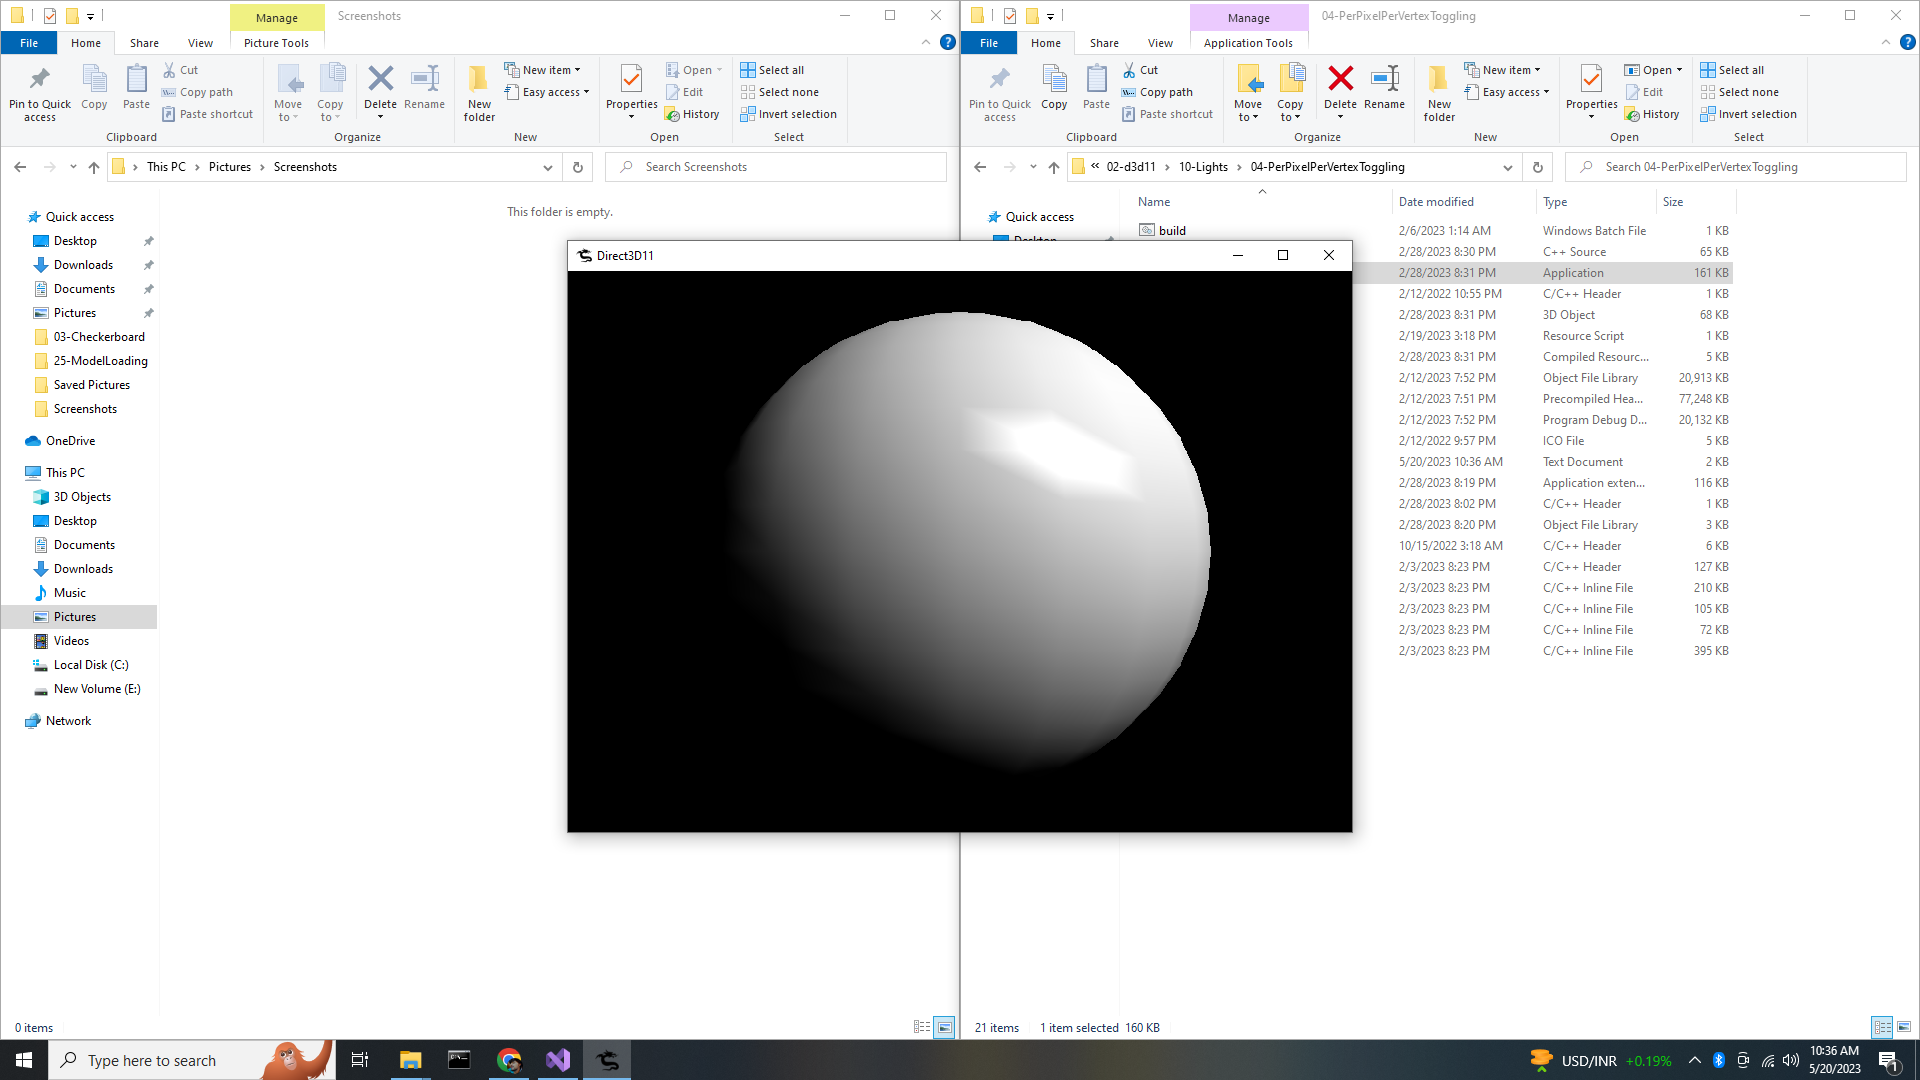 Manage
Screenshots
File
Home
Share
View
Picture Tools
Pin to Quick access
Copy
Paste
Cut
Copy path
Paste shortcut
Clipboard
Move to
Copy to
Delete
Rename
Organize
New folder
New item
Easy access
New
Properties
Open
Edit
History
Open
Select all
Select none
Invert selection
Select
This PC
Pictures
Screenshots
Search Screenshots
Quick access
Desktop
Downloads
Documents
Pictures
03-Checkerboard
25-ModelLoading
Saved Pictures
Screenshots
OneDrive
This PC
3D Objects
Desktop
Documents
Downloads
Music
Pictures
Videos
Local Disk (C:)
New Volume (E:)
Network
This folder is empty.
0 items
Manage
04-PerPixelPerVertexToggling
File
Home
Share
View
Application Tools
Pin to Quick access
Copy
Paste
Cut
Copy path
Paste shortcut
Clipboard
Move to
Copy to
Delete
Rename
Organize
New folder
New item
Easy access
New
Properties
Open
Edit
History
Open
Select all
Select none
Invert selection
Select
« 02-d3d11
10-Lights
04-PerPixelPerVertexToggling
Search 04-PerPixelPerVertexToggling
Quick access
Name Date modified Type Size
build 2/6/2023 1:14 AM Windows Batch File 1 KB
2/28/2023 8:30 PM C++ Source 65 KB
2/28/2023 8:31 PM Application 161 KB
2/12/2022 10:55 PM C/C++ Header 1 KB
2/28/2023 8:31 PM 3D Object 68 KB
2/19/2023 3:18 PM Resource Script 1 KB
2/28/2023 8:31 PM Compiled Resourc... 5 KB
2/12/2023 7:52 PM Object File Library 20,913 KB
2/12/2023 7:51 PM Precompiled Hea... 77,248 KB
2/12/2023 7:52 PM Program Debug D... 20,132 KB
2/12/2022 9:57 PM ICO File 5 KB
5/20/2023 10:36 AM Text Document 2 KB
2/28/2023 8:19 PM Application exten... 116 KB
2/28/2023 8:02 PM C/C++ Header 1 KB
2/28/2023 8:20 PM Object File Library 3 KB
10/15/2022 3:18 AM C/C++ Header 6 KB
2/3/2023 8:23 PM C/C++ Header 127 KB
2/3/2023 8:23 PM C/C++ Inline File 210 KB
2/3/2023 8:23 PM C/C++ Inline File 105 KB
2/3/2023 8:23 PM C/C++ Inline File 72 KB
2/3/2023 8:23 PM C/C++ Inline File 395 KB
21 items 1 item selected 160 KB
Direct3D11
Type here to search
USD/INR +0.19%
10:36 AM
5/20/2023
1